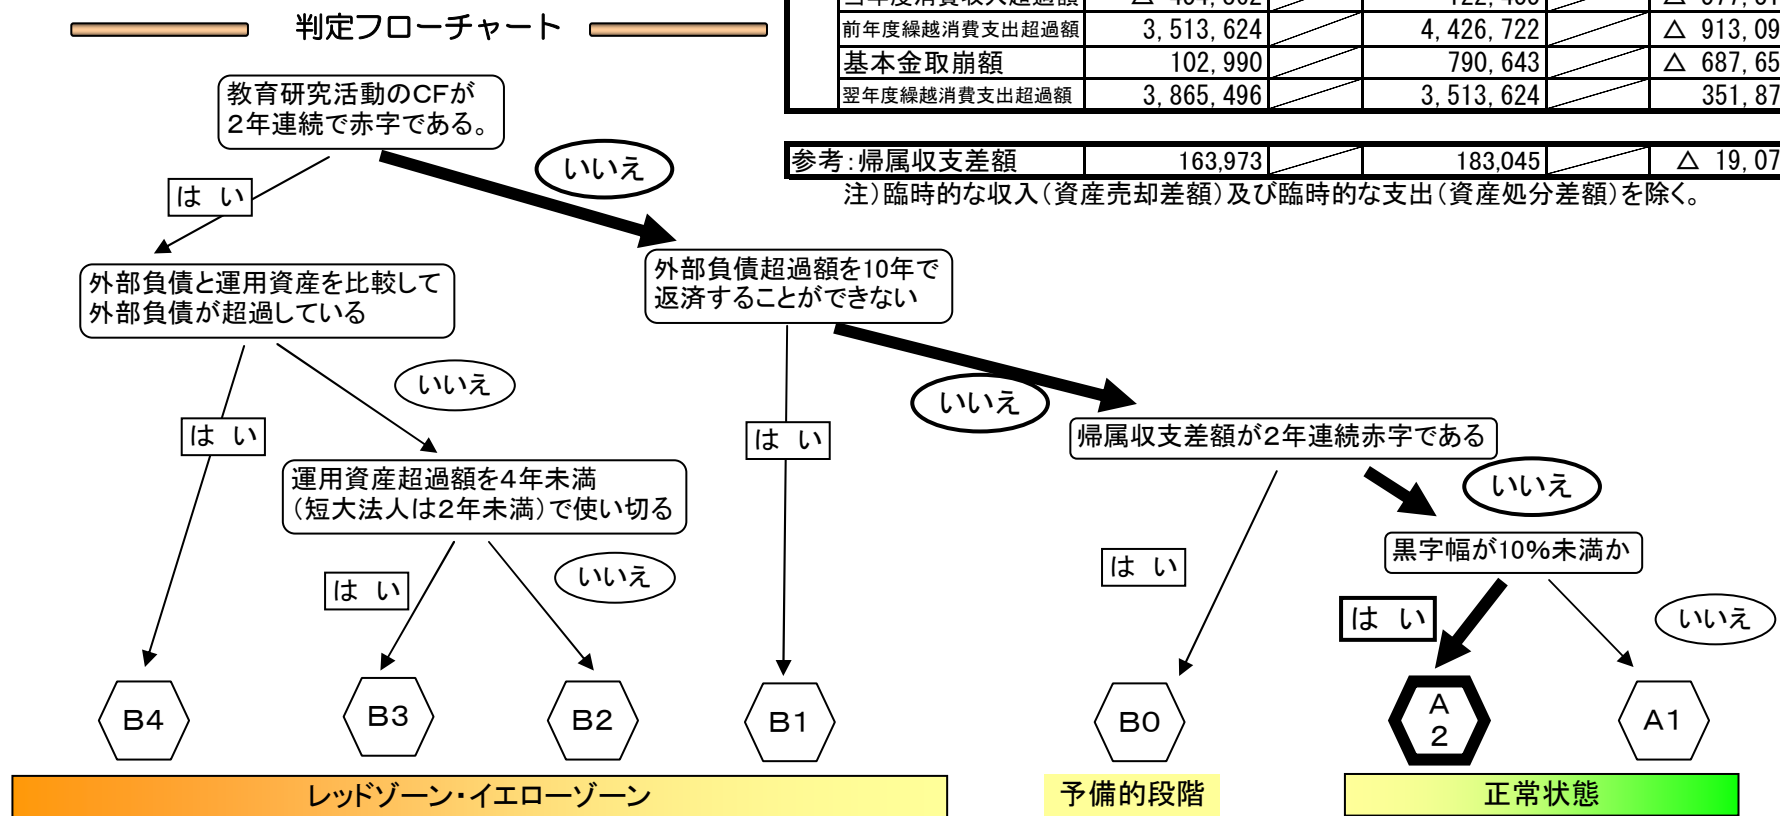 判定フローチャート
前年度繰越消費支出超過額 3,513,624 4,426,722 △ 913,09
基本金取崩額 102,990 790,643 △ 687,65
翌年度繰越消費支出超過額 3,865,496 3,513,624 351,87
参考:帰属収支差額 163,973 183,045 △ 19,07
注)臨時的な収入(資産売却差額)及び臨時的な支出(資産処分差額)を除く。
教育研究活動のCFが
2年連続で赤字である。
いいえ
は い
外部負債と運用資産を比較して
外部負債が超過している
外部負債超過額を10年で
返済することができない
いいえ
いいえ
は い
は い
帰属収支差額が2年連続赤字である
運用資産超過額を4年未満
(短大法人は2年未満)で使い切る
いいえ
黒字幅が10%未満か
は い
いいえ
は い
は い
いいえ
B4
B3
B2
B1
B0
A
2
A1
レッドゾーン・イエローゾーン
予備的段階
正常状態